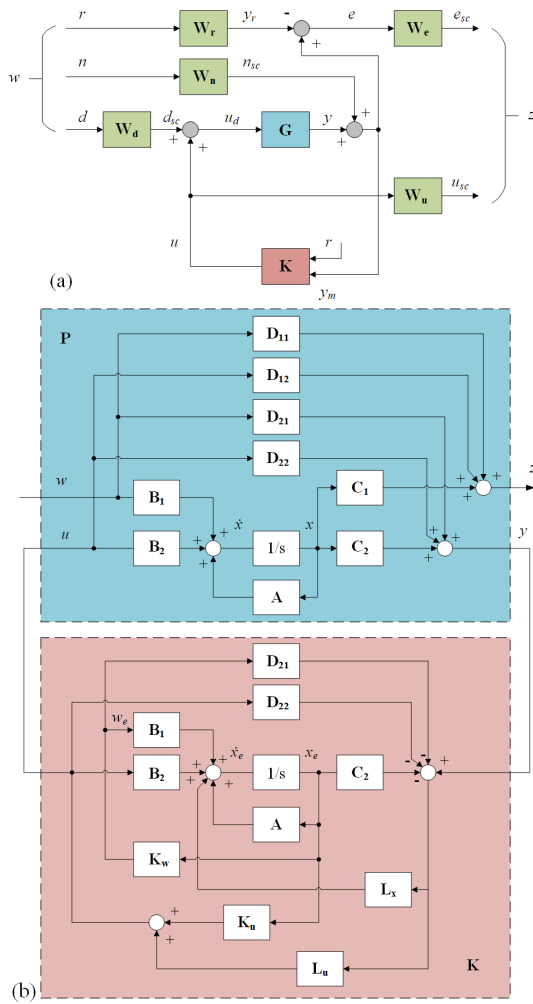 r W_r y_r - e W_e e_sc
+
w n W_n n_sc z
d W_d d_sc u_d G y +
+ + +
W_u u_sc
u r
K
(a) y_m
P D_11
D_12
D_21
D_22
w B_1 C_1 + + z
+ ẋ x + + y
u B_2 + 1/s C_2 +
+
A
D_21
D_22
w_e B_1 - +
+ ẋ_e x_e -
B_2 + 1/s C_2 -
+ +
A
K_w
L_x
+ K_u
+
(b) L_u K